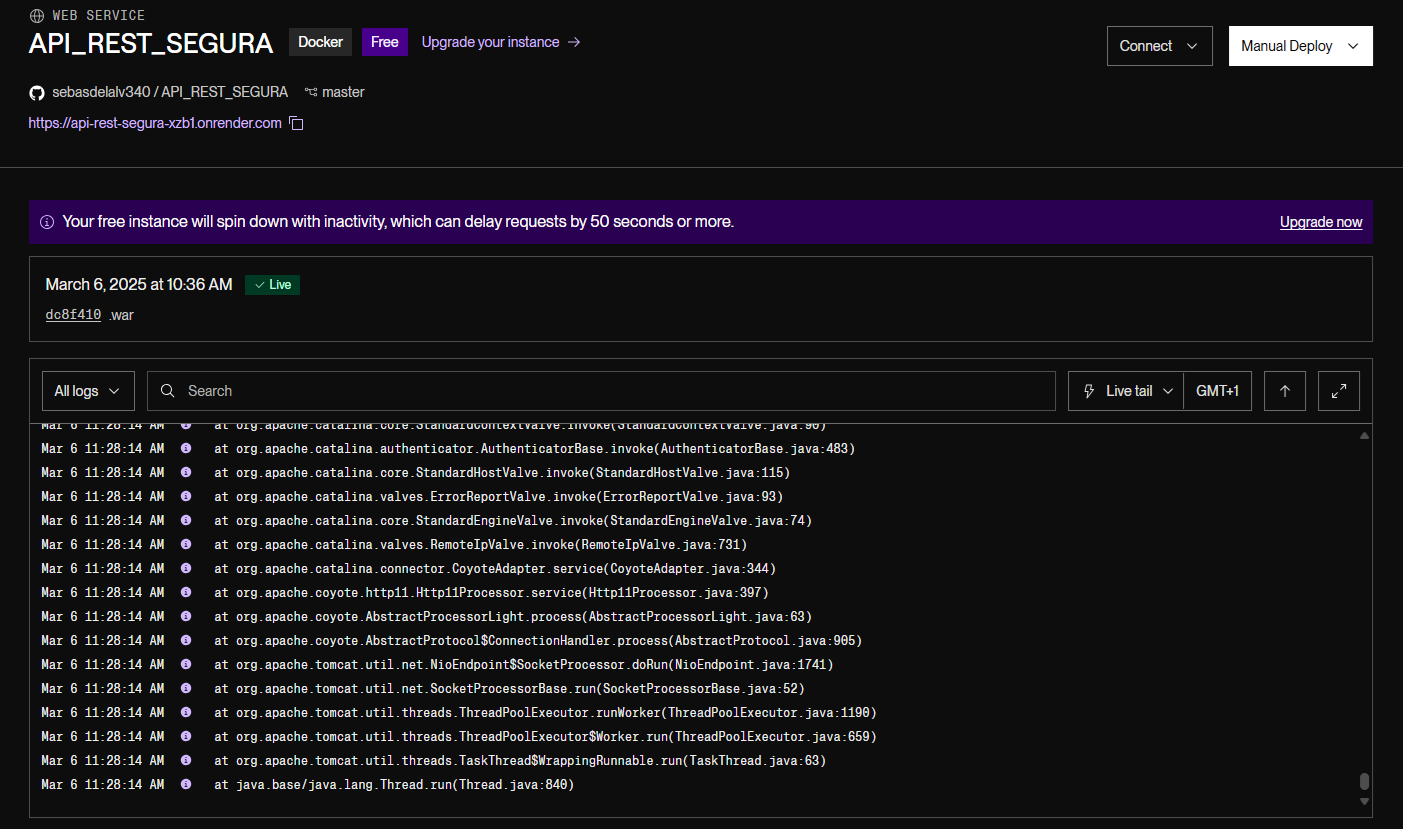 WEB SERVICE
API_REST_SEGURA Docker Free Upgrade your instance → Connect Manual Deploy
sebasdelalv340 / API_REST_SEGURA master
https://api-rest-segura-xzb1.onrender.com
Your free instance will spin down with inactivity, which can delay requests by 50 seconds or more. Upgrade now
March 6, 2025 at 10:36 AM Live
dc8f410 .war
All logs Search Live tail GMT+1
Mar 6 11:28:14 AM at org.apache.catalina.core.StandardContextValve.invoke(StandardContextValve.java:90)
Mar 6 11:28:14 AM at org.apache.catalina.authenticator.AuthenticatorBase.invoke(AuthenticatorBase.java:483)
Mar 6 11:28:14 AM at org.apache.catalina.core.StandardHostValve.invoke(StandardHostValve.java:115)
Mar 6 11:28:14 AM at org.apache.catalina.valves.ErrorReportValve.invoke(ErrorReportValve.java:93)
Mar 6 11:28:14 AM at org.apache.catalina.core.StandardEngineValve.invoke(StandardEngineValve.java:74)
Mar 6 11:28:14 AM at org.apache.catalina.valves.RemoteIpValve.invoke(RemoteIpValve.java:731)
Mar 6 11:28:14 AM at org.apache.catalina.connector.CoyoteAdapter.service(CoyoteAdapter.java:344)
Mar 6 11:28:14 AM at org.apache.coyote.http11.Http11Processor.service(Http11Processor.java:397)
Mar 6 11:28:14 AM at org.apache.coyote.AbstractProcessorLight.process(AbstractProcessorLight.java:63)
Mar 6 11:28:14 AM at org.apache.coyote.AbstractProtocol$ConnectionHandler.process(AbstractProtocol.java:905)
Mar 6 11:28:14 AM at org.apache.tomcat.util.net.NioEndpoint$SocketProcessor.doRun(NioEndpoint.java:1741)
Mar 6 11:28:14 AM at org.apache.tomcat.util.net.SocketProcessorBase.run(SocketProcessorBase.java:52)
Mar 6 11:28:14 AM at org.apache.tomcat.util.threads.ThreadPoolExecutor.runWorker(ThreadPoolExecutor.java:1190)
Mar 6 11:28:14 AM at org.apache.tomcat.util.threads.ThreadPoolExecutor$Worker.run(ThreadPoolExecutor.java:659)
Mar 6 11:28:14 AM at org.apache.tomcat.util.threads.TaskThread$WrappingRunnable.run(TaskThread.java:63)
Mar 6 11:28:14 AM at java.base/java.lang.Thread.run(Thread.java:840)